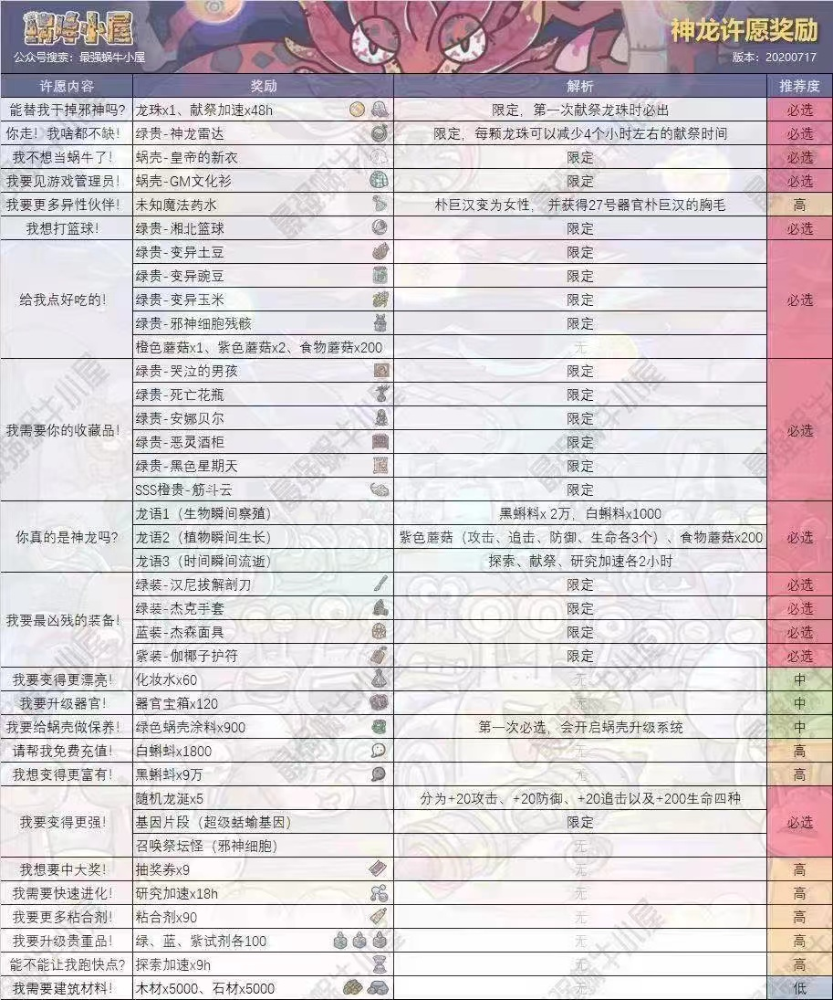 最强蜗牛小屋
神龙许愿奖励
公众号搜索：最强蜗牛小屋
版本：20200717
许愿内容 奖励 解析 推荐度
能替我干掉邪神吗？ 龙珠x1、献祭加速x48h 限定，第一次献祭龙珠时必出 必选
你走！我啥都不缺！ 绿贵-神龙雷达 限定，每颗龙珠可以减少4个小时左右的献祭时间 必选
我不想当蜗牛了！ 蜗壳-皇帝的新衣 限定 必选
我要见游戏管理员！ 蜗壳-GM文化衫 限定 必选
我要更多异性伙伴！ 未知魔法药水 朴巨汉变为女性，并获得27号器官朴巨汉的胸毛 高
我想打篮球！ 绿贵-湘北篮球 限定 必选
给我点好吃的！ 绿贵-变异土豆 限定 必选
绿贵-变异豌豆 限定
绿贵-变异玉米 限定
绿贵-邪神细胞残骸 限定
橙色蘑菇x1、紫色蘑菇x2、食物蘑菇x200 无
我需要你的收藏品！ 绿贵-哭泣的男孩 限定 必选
绿贵-死亡花瓶 限定
绿贵-安娜贝尔 限定
绿贵-恶灵酒柜 限定
绿贵-黑色星期天 限定
SSS橙贵-筋斗云 限定
你真的是神龙吗? 龙语1（生物瞬间察殖） 黑蝌料x 2万，白蝌料x1000 必选
龙语2（植物瞬间生长） 紫色蘑菇（攻击、追击、防御、生命各3个）、食物蘑菇x200
龙语3（时间瞬间流逝） 探索、献祭、研究加速各2小时
我要最凶残的装备！ 绿装-汉尼拔解剖刀 限定 必选
绿装-杰克手套 限定 必选
蓝装-杰森面具 限定 必选
紫装-伽椰子护符 限定 必选
我要变得更漂亮！ 化妆水x60 无 中
我要升级器官！ 器官宝箱x120 无 中
我要给蜗壳做保养！ 绿色蜗壳涂料x900 第一次必选，会开启蜗壳升级系统 中
请帮我免费充值！ 白蝌蚪x1800 无 高
我想变得更富有！ 黑蝌蚪x9万 无 高
我要变得更强！ 随机龙涎x5 分为+20攻击、+20防御、+20追击以及+200生命四种 必选
基因片段（超级蛞蝓基因） 限定
召唤祭坛怪（邪神细胞） 无
我想要中大奖！ 抽奖券x9 无 高
我需要快速进化！ 研究加速x18h 无 高
我要更多粘合剂！ 粘合剂x90 无 高
我要升级贵重品！ 绿、蓝、紫试剂各100 无 高
能不能让我跑快点？ 探索加速x9h 无 高
我需要建筑材料！ 木材x5000、石材x5000 无 低